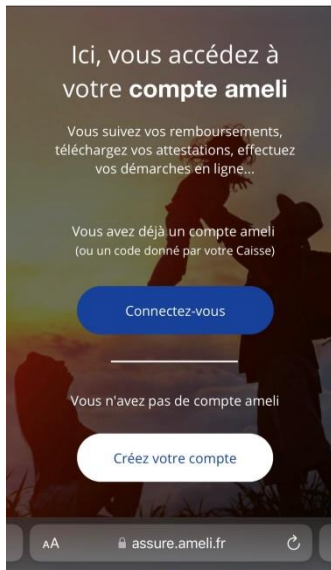 Ici, vous accédez à
votre compte ameli
Vous suivez vos remboursements,
téléchargez vos attestations, effectuez
vos démarches en ligne...
Vous avez déjà un compte ameli
(ou un code donné par votre Caisse)
Connectez-vous
Vous n'avez pas de compte ameli
Créez votre compte
AA assure.ameli.fr